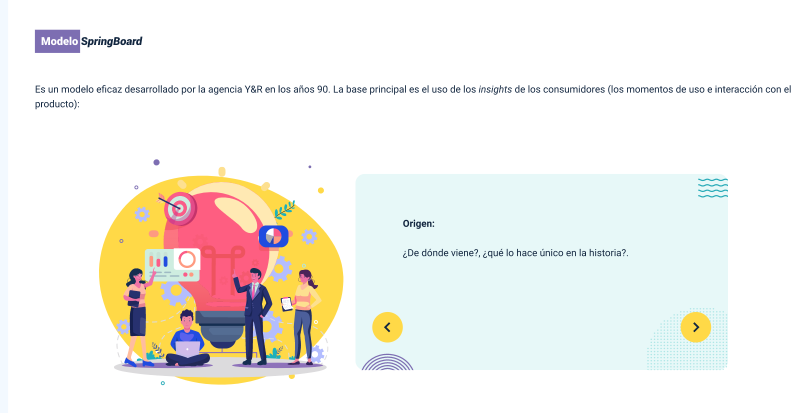 Modelo SpringBoard
Es un modelo eficaz desarrollado por la agencia Y&R en los años 90. La base principal es el uso de los insights de los consumidores (los momentos de uso e interacción con el
producto):
Origen:
¿De dónde viene?, ¿qué lo hace único en la historia?.